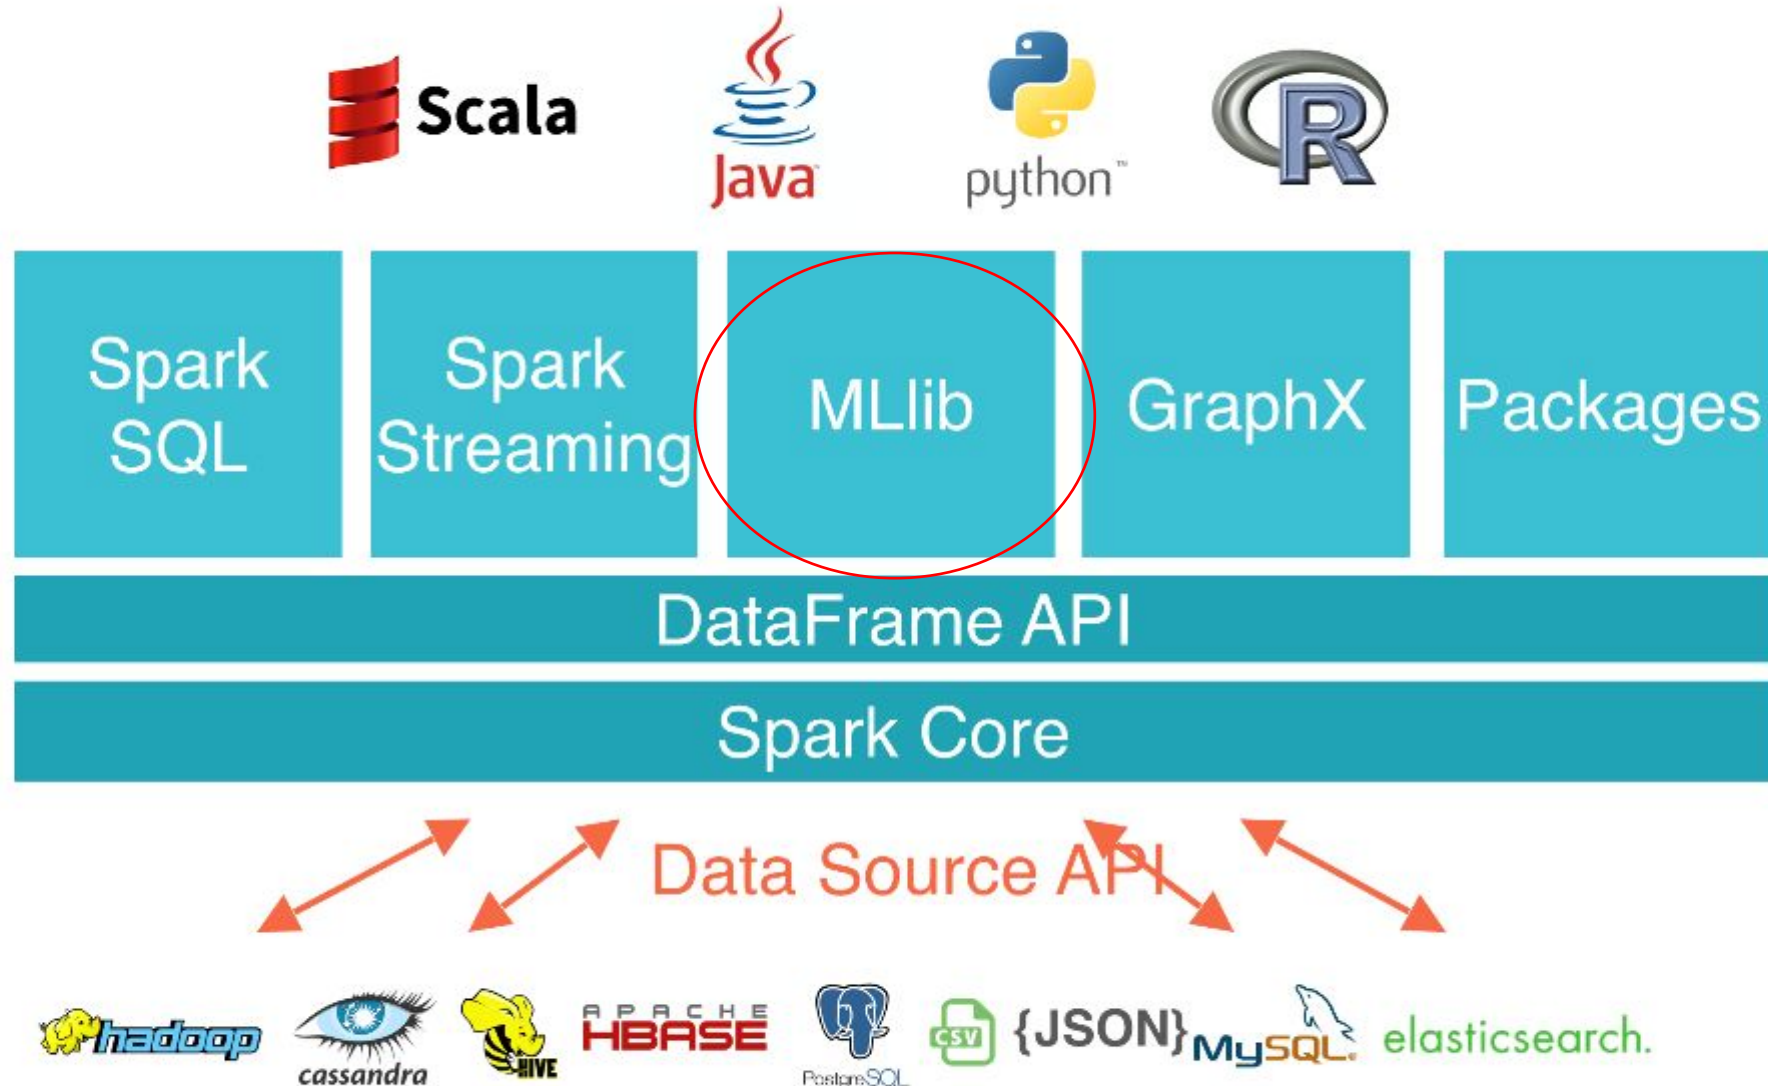 Scala
Java
python™
R
Spark
SQL
Spark
Streaming
MLlib
GraphX
Packages
DataFrame API
Spark Core
Data Source API
hadoop
cassandra
HIVE
APACHE
HBASE
PostgreSQL
CSV
{JSON}
MySQL.
elasticsearch.